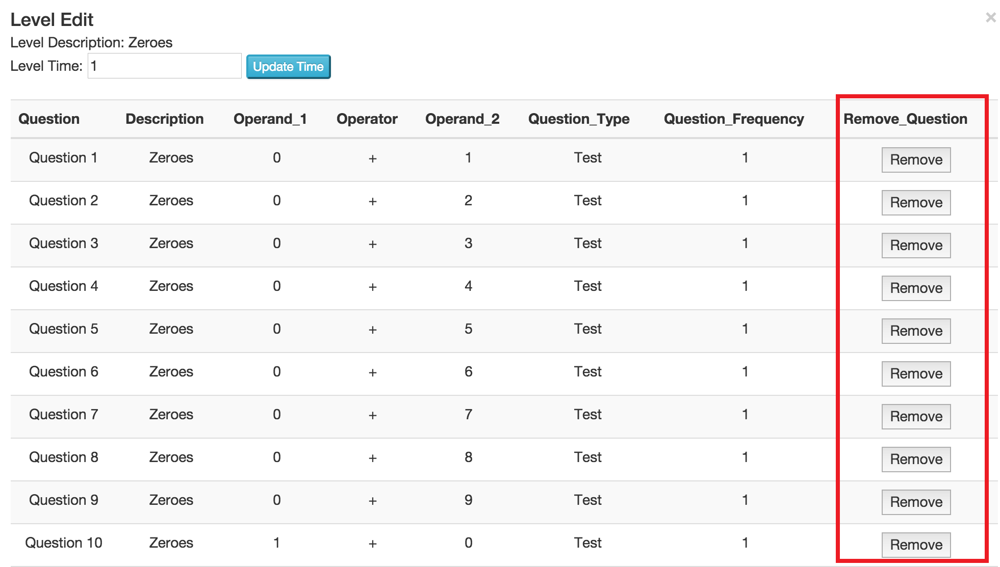 Level Edit ×
Level Description: Zeroes
Level Time: 1 Update Time
Question Description Operand_1 Operator Operand_2 Question_Type Question_Frequency Remove_Question
Question 1 Zeroes 0 + 1 Test 1 Remove
Question 2 Zeroes 0 + 2 Test 1 Remove
Question 3 Zeroes 0 + 3 Test 1 Remove
Question 4 Zeroes 0 + 4 Test 1 Remove
Question 5 Zeroes 0 + 5 Test 1 Remove
Question 6 Zeroes 0 + 6 Test 1 Remove
Question 7 Zeroes 0 + 7 Test 1 Remove
Question 8 Zeroes 0 + 8 Test 1 Remove
Question 9 Zeroes 0 + 9 Test 1 Remove
Question 10 Zeroes 1 + 0 Test 1 Remove